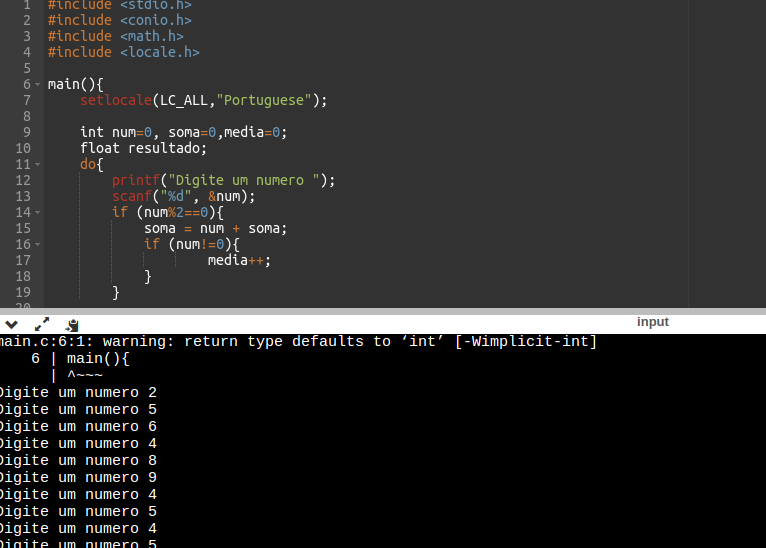 1 #include <stdio.h>
2 #include <conio.h>
3 #include <math.h>
4 #include <locale.h>
5
6 main(){
7 setlocale(LC_ALL,"Portuguese");
8
9 int num=0, soma=0,media=0;
10 float resultado;
11 do{
12 printf("Digite um numero ");
13 scanf("%d", &num);
14 if (num%2==0){
15 soma = num + soma;
16 if (num!=0){
17 media++;
18 }
19 }
20
input
main.c:6:1: warning: return type defaults to ‘int’ [-Wimplicit-int]
6 | main(){
| ^~~~
Digite um numero 2
Digite um numero 5
Digite um numero 6
Digite um numero 4
Digite um numero 8
Digite um numero 9
Digite um numero 4
Digite um numero 5
Digite um numero 4
Digite um numero 5